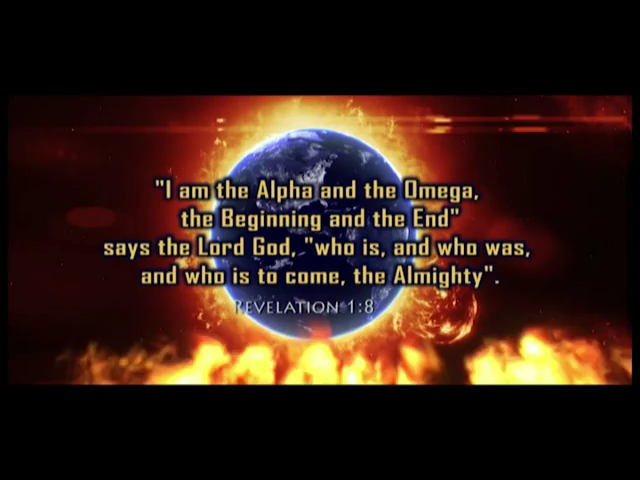 "I am the Alpha and the Omega,
the Beginning and the End"
says the Lord God, "who is, and who was,
and who is to come, the Almighty".
REVELATION 1:8